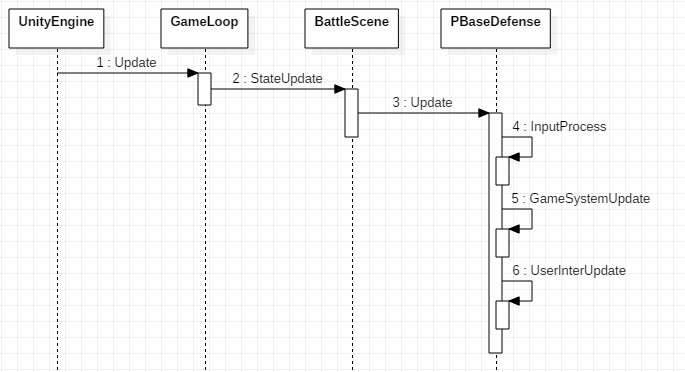 UnityEngine
GameLoop
BattleScene
PBaseDefense
1 : Update
2 : StateUpdate
3 : Update
4 : InputProcess
5 : GameSystemUpdate
6 : UserInterUpdate